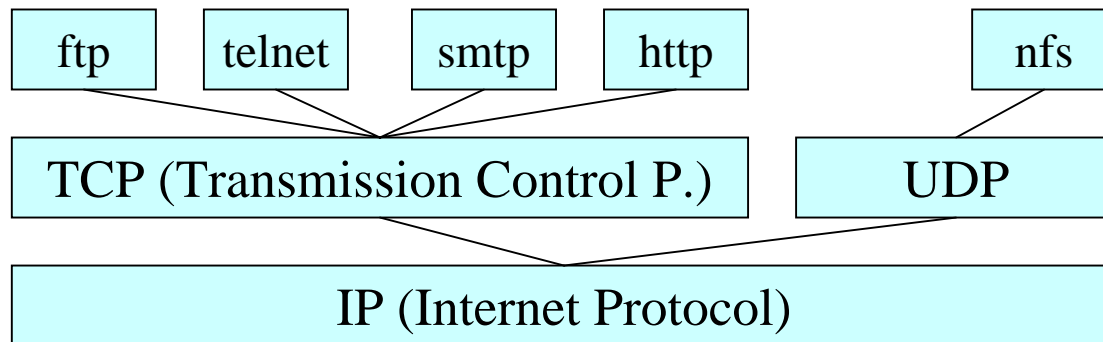 ftp
telnet
smtp
http
nfs
TCP (Transmission Control P.)
UDP
IP (Internet Protocol)